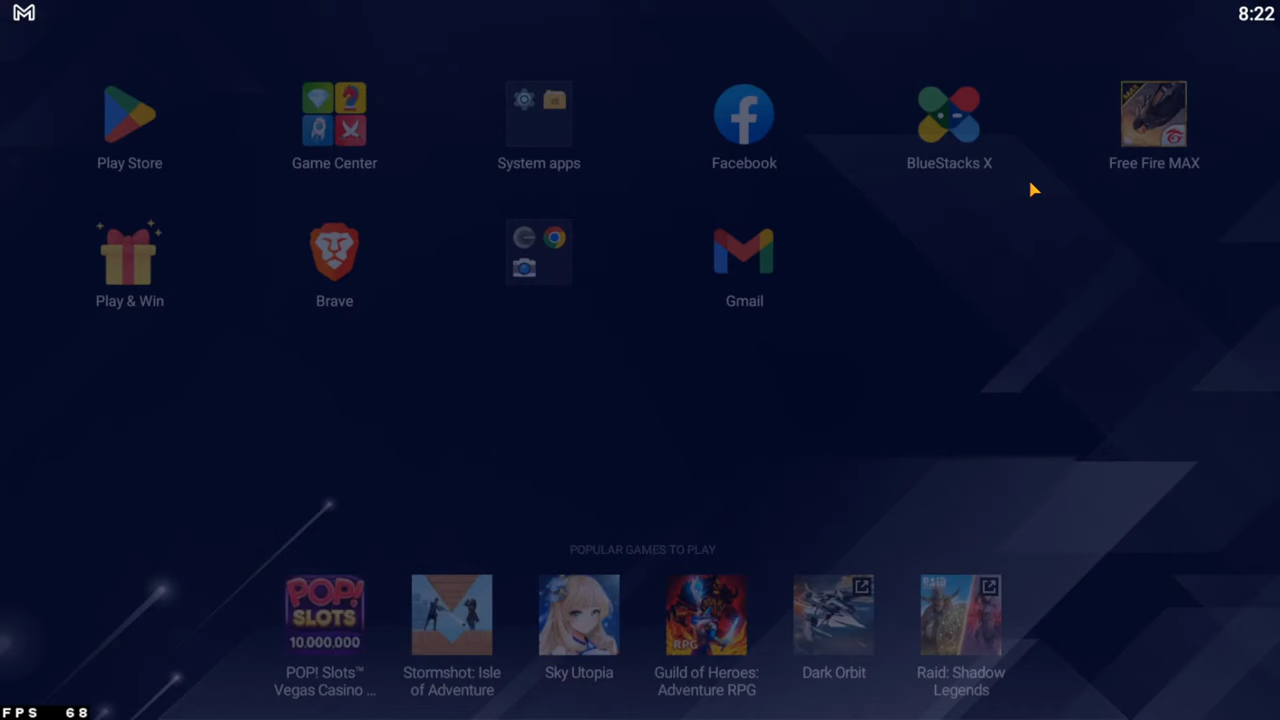 8:22
Play Store
Game Center
System apps
Facebook
BlueStacks X
MAX
Free Fire MAX
Play & Win
Brave
Gmail
POPULAR GAMES TO PLAY
POP!
SLOTS
10,000,000
RPG
RAID
POP! Slots™
Vegas Casino ...
Stormshot: Isle
of Adventure
Sky Utopia
Guild of Heroes:
Adventure RPG
Dark Orbit
Raid: Shadow
Legends
FPS 68